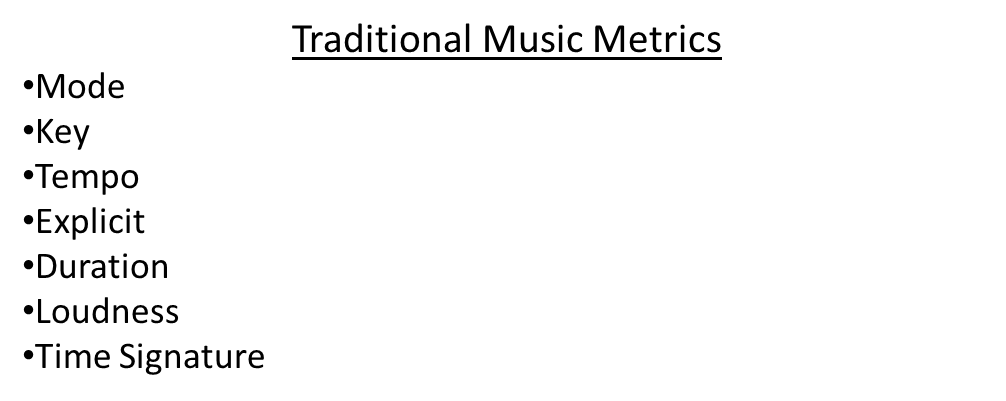 Traditional Music Metrics
•Mode
•Key
•Tempo
•Explicit
•Duration
•Loudness
•Time Signature